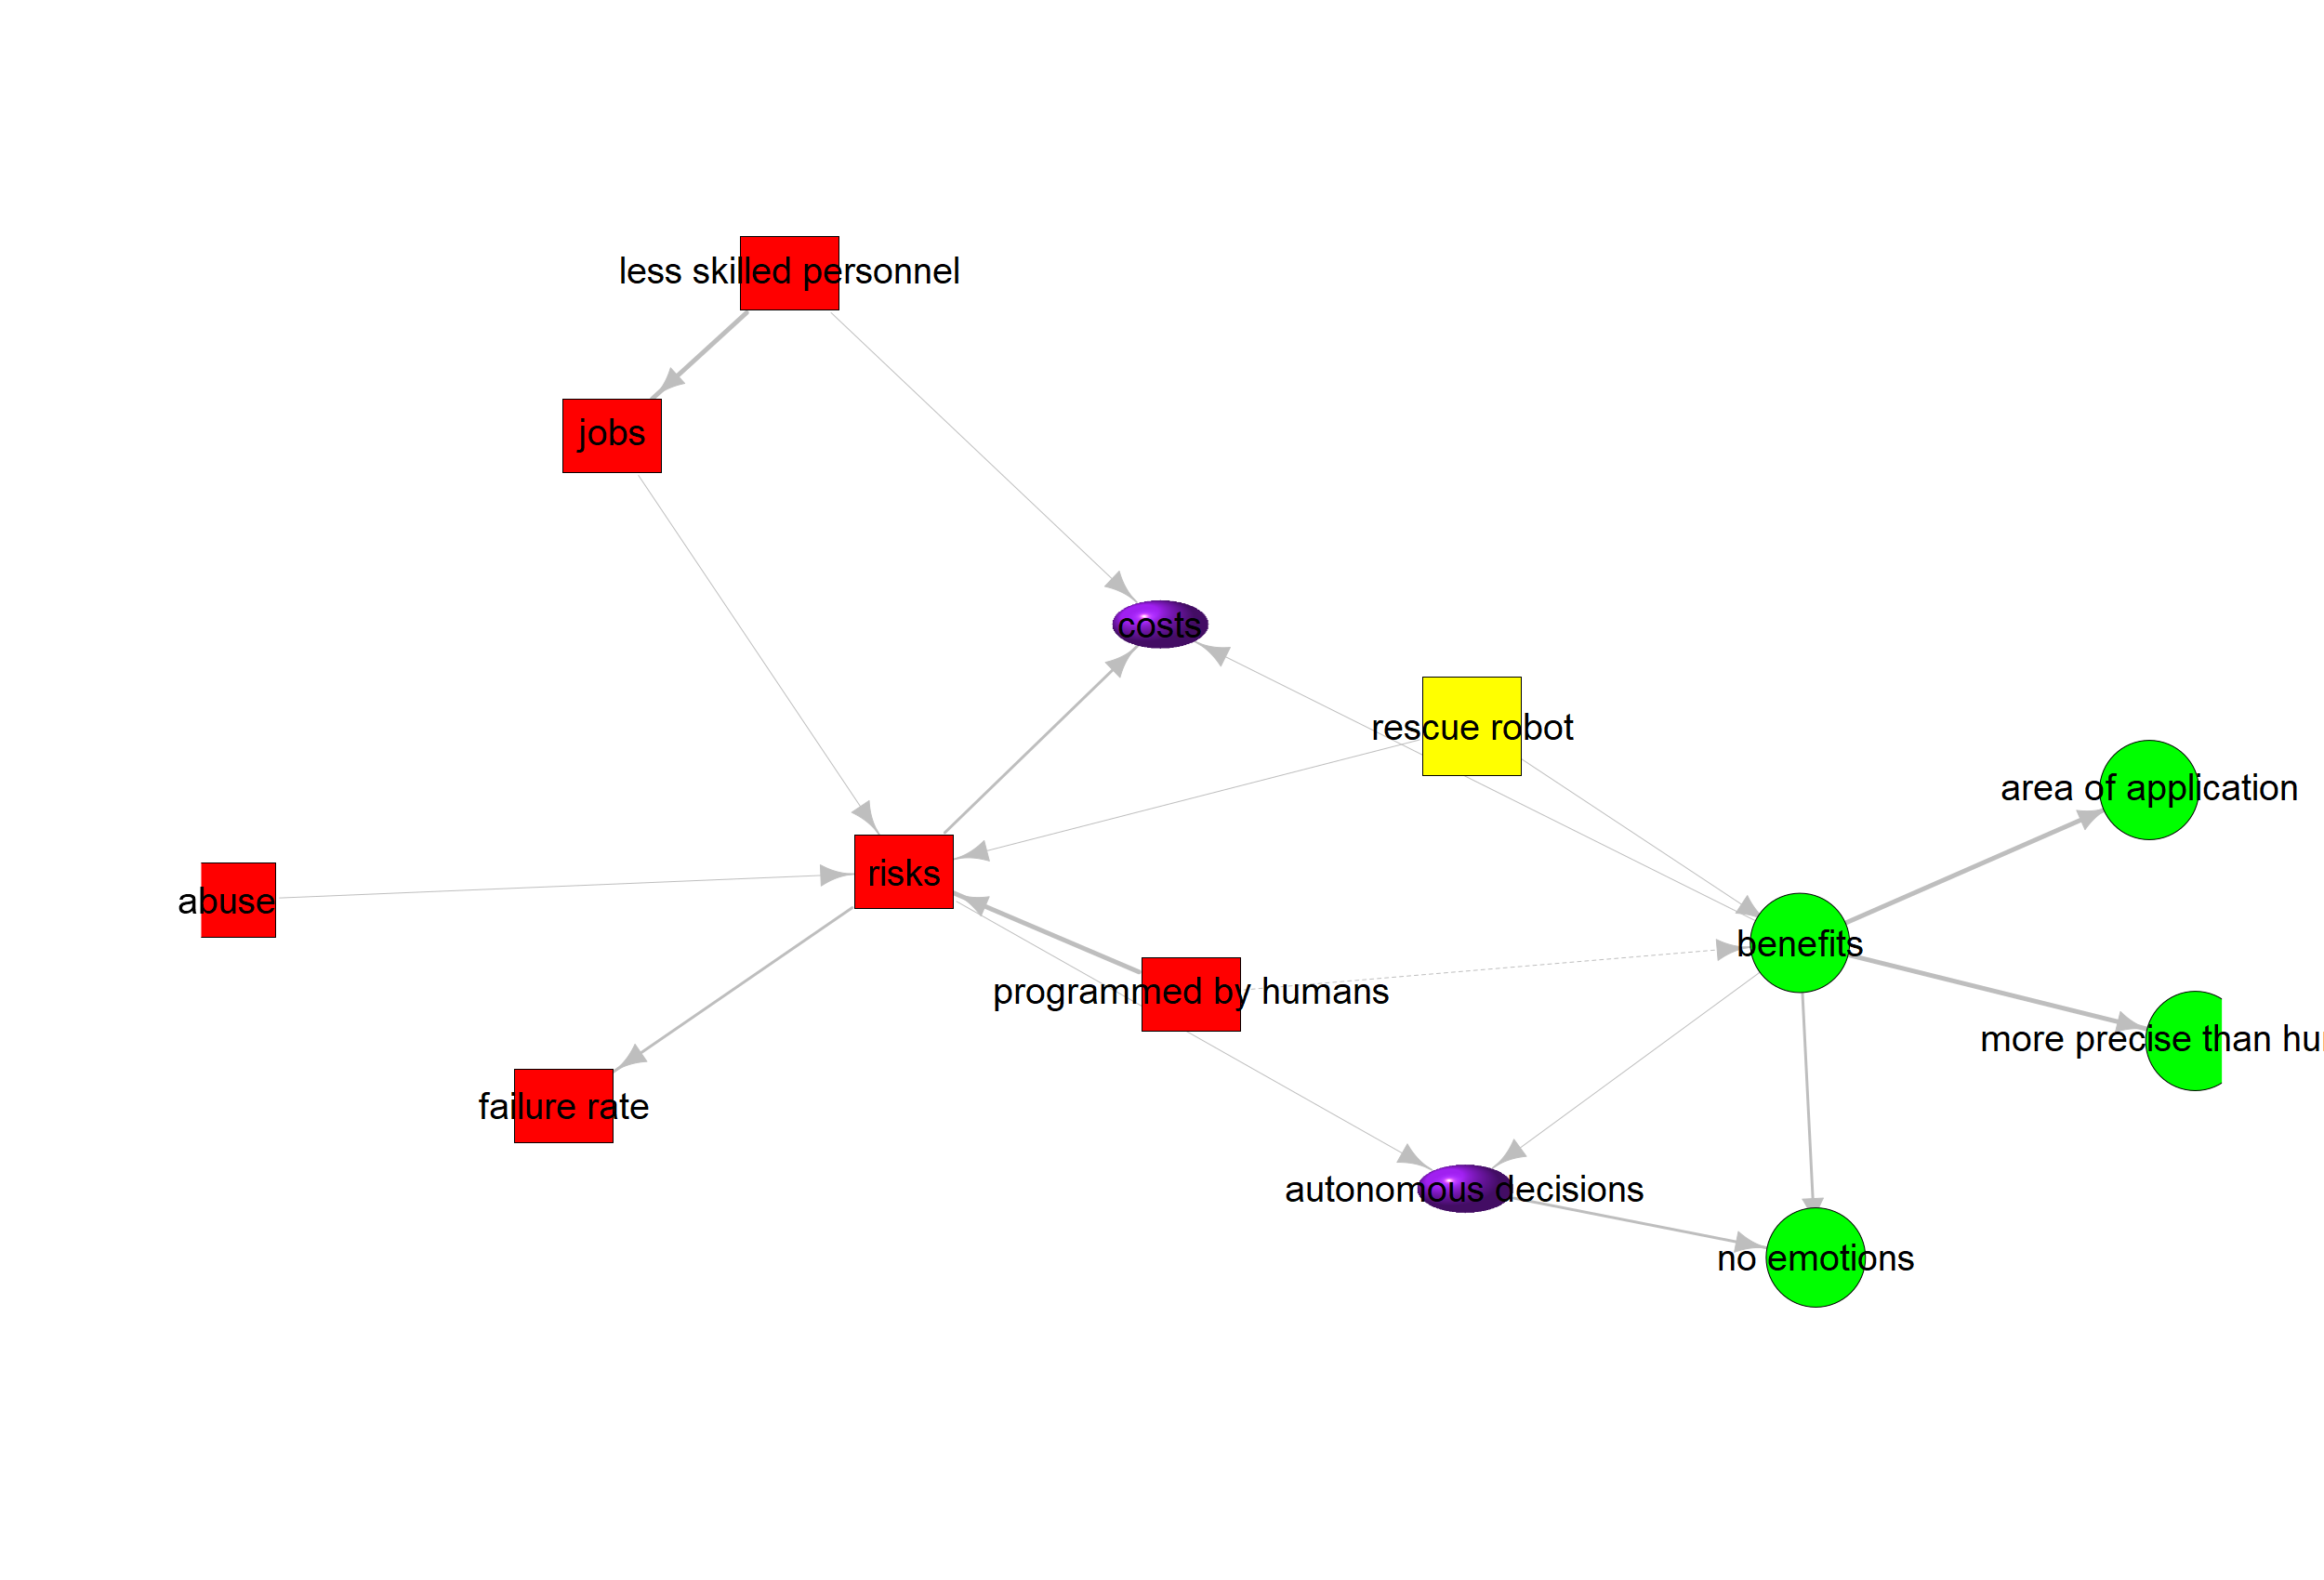 less skilled personnel
jobs
costs
rescue robot
area of application
risks
abuse
benefits
programmed by humans
more precise than
failure rate
autonomous decisions
no emotions